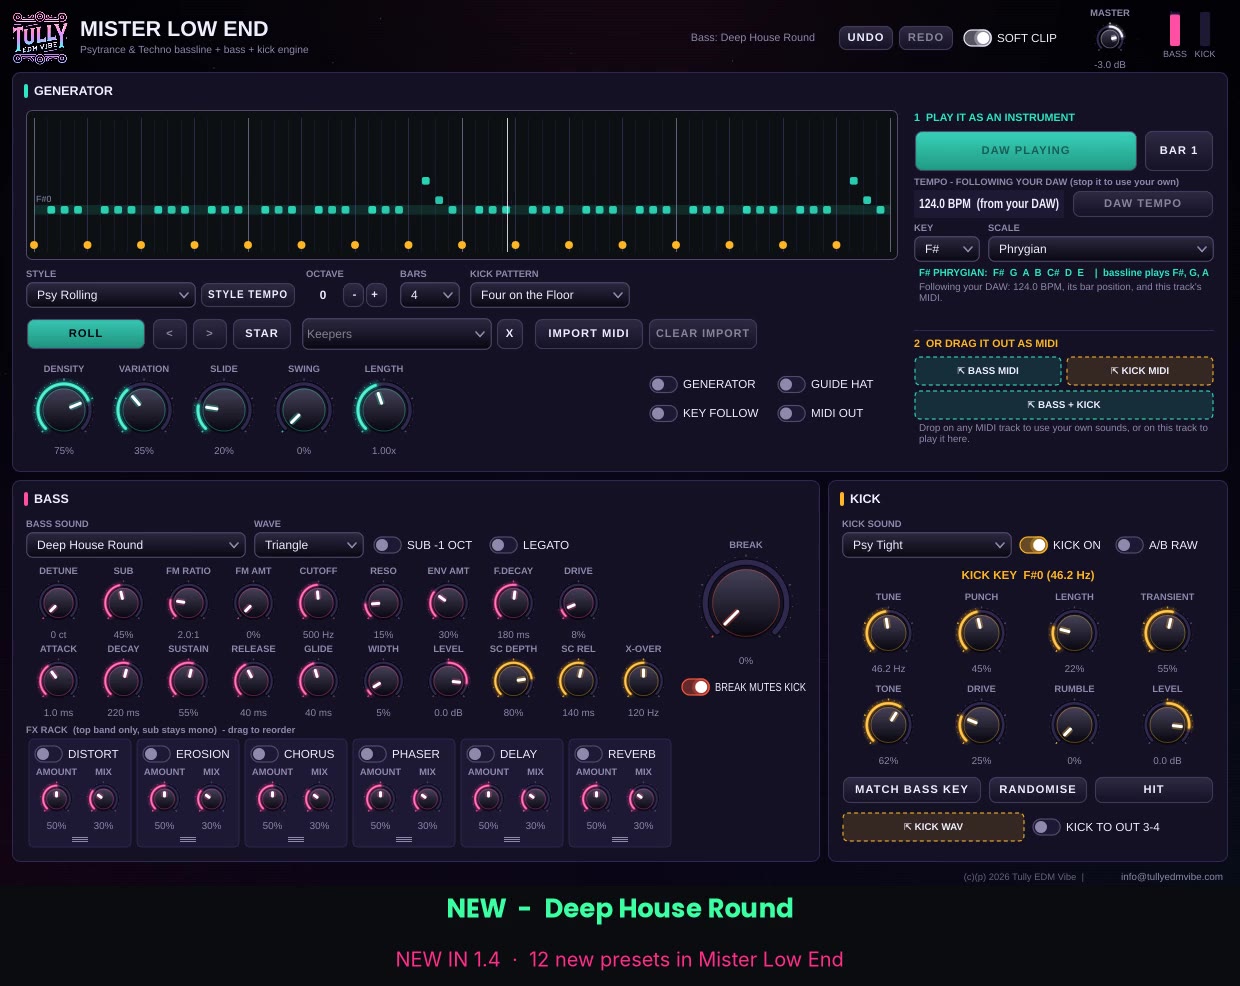 TULLY
EDM VIBE
MISTER LOW END
Psytrance & Techno bassline + bass + kick engine
Bass: Deep House Round
UNDO
REDO
SOFT CLIP
MASTER
-3.0 dB
BASS
KICK
GENERATOR
F#0
1 PLAY IT AS AN INSTRUMENT
DAW PLAYING
BAR 1
TEMPO - FOLLOWING YOUR DAW (stop it to use your own)
124.0 BPM (from your DAW)
DAW TEMPO
KEY
SCALE
F#
Phrygian
F# PHRYGIAN: F# G A B C# D E | bassline plays F#, G, A
Following your DAW: 124.0 BPM, its bar position, and this track's
MIDI.
STYLE
OCTAVE
BARS
KICK PATTERN
Psy Rolling
STYLE TEMPO
0
-
+
4
Four on the Floor
ROLL
<
>
STAR
Keepers
X
IMPORT MIDI
CLEAR IMPORT
2 OR DRAG IT OUT AS MIDI
BASS MIDI
KICK MIDI
BASS + KICK
Drop on any MIDI track to use your own sounds, or on this track to
play it here.
DENSITY
VARIATION
SLIDE
SWING
LENGTH
75%
35%
20%
0%
1.00x
GENERATOR
GUIDE HAT
KEY FOLLOW
MIDI OUT
BASS
BASS SOUND
WAVE
Deep House Round
Triangle
SUB -1 OCT
LEGATO
BREAK
0%
BREAK MUTES KICK
DETUNE
SUB
FM RATIO
FM AMT
CUTOFF
RESO
ENV AMT
F.DECAY
DRIVE
0 ct
45%
2.0:1
0%
500 Hz
15%
30%
180 ms
8%
ATTACK
DECAY
SUSTAIN
RELEASE
GLIDE
WIDTH
LEVEL
SC DEPTH
SC REL
X-OVER
1.0 ms
220 ms
55%
40 ms
40 ms
5%
0.0 dB
80%
140 ms
120 Hz
FX RACK (top band only, sub stays mono) - drag to reorder
DISTORT
EROSION
CHORUS
PHASER
DELAY
REVERB
AMOUNT MIX
AMOUNT MIX
AMOUNT MIX
AMOUNT MIX
AMOUNT MIX
AMOUNT MIX
50% 30%
50% 30%
50% 30%
50% 30%
50% 30%
50% 30%
KICK
KICK SOUND
Psy Tight
KICK ON
A/B RAW
KICK KEY F#0 (46.2 Hz)
TUNE
PUNCH
LENGTH
TRANSIENT
46.2 Hz
45%
22%
55%
TONE
DRIVE
RUMBLE
LEVEL
62%
25%
0%
0.0 dB
MATCH BASS KEY
RANDOMISE
HIT
KICK WAV
KICK TO OUT 3-4
(c)(p) 2026 Tully EDM Vibe |
info@tullyedmvibe.com
NEW - Deep House Round
NEW IN 1.4 · 12 new presets in Mister Low End